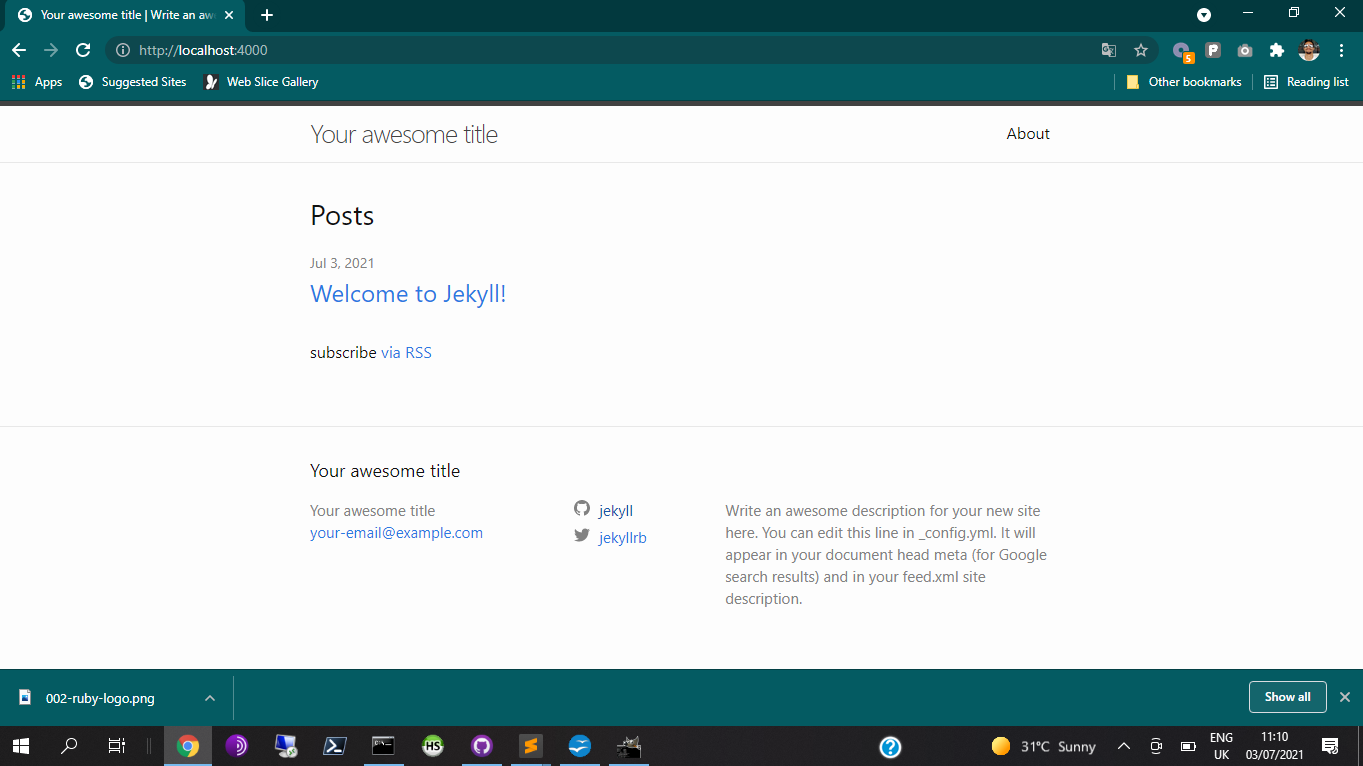 Your awesome title | Write an aw
http://localhost:4000
5
P
Apps
Suggested Sites
Web Slice Gallery
Other bookmarks
Reading list
Your awesome title
About
Posts
Jul 3, 2021
Welcome to Jekyll!
subscribe via RSS
Your awesome title
Your awesome title
your-email@example.com
jekyll
jekyllrb
Write an awesome description for your new site
here. You can edit this line in _config.yml. It will
appear in your document head meta (for Google
search results) and in your feed.xml site
description.
002-ruby-logo.png
Show all
HS
31°C Sunny
ENG
UK
11:10
03/07/2021